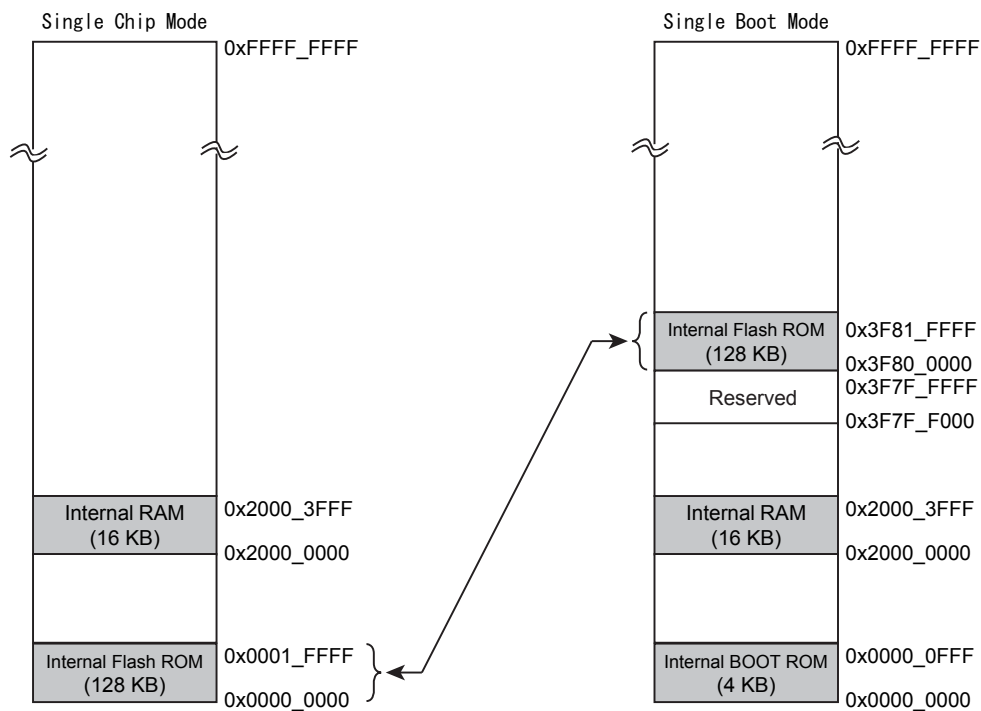 Single Chip Mode
0xFFFF_FFFF
Internal RAM
(16 KB)
0x2000_3FFF
0x2000_0000
Internal Flash ROM
(128 KB)
0x0001_FFFF
0x0000_0000
Single Boot Mode
0xFFFF_FFFF
Internal Flash ROM
(128 KB)
0x3F81_FFFF
0x3F80_0000
Reserved
0x3F7F_FFFF
0x3F7F_F000
Internal RAM
(16 KB)
0x2000_3FFF
0x2000_0000
Internal BOOT ROM
(4 KB)
0x0000_0FFF
0x0000_0000